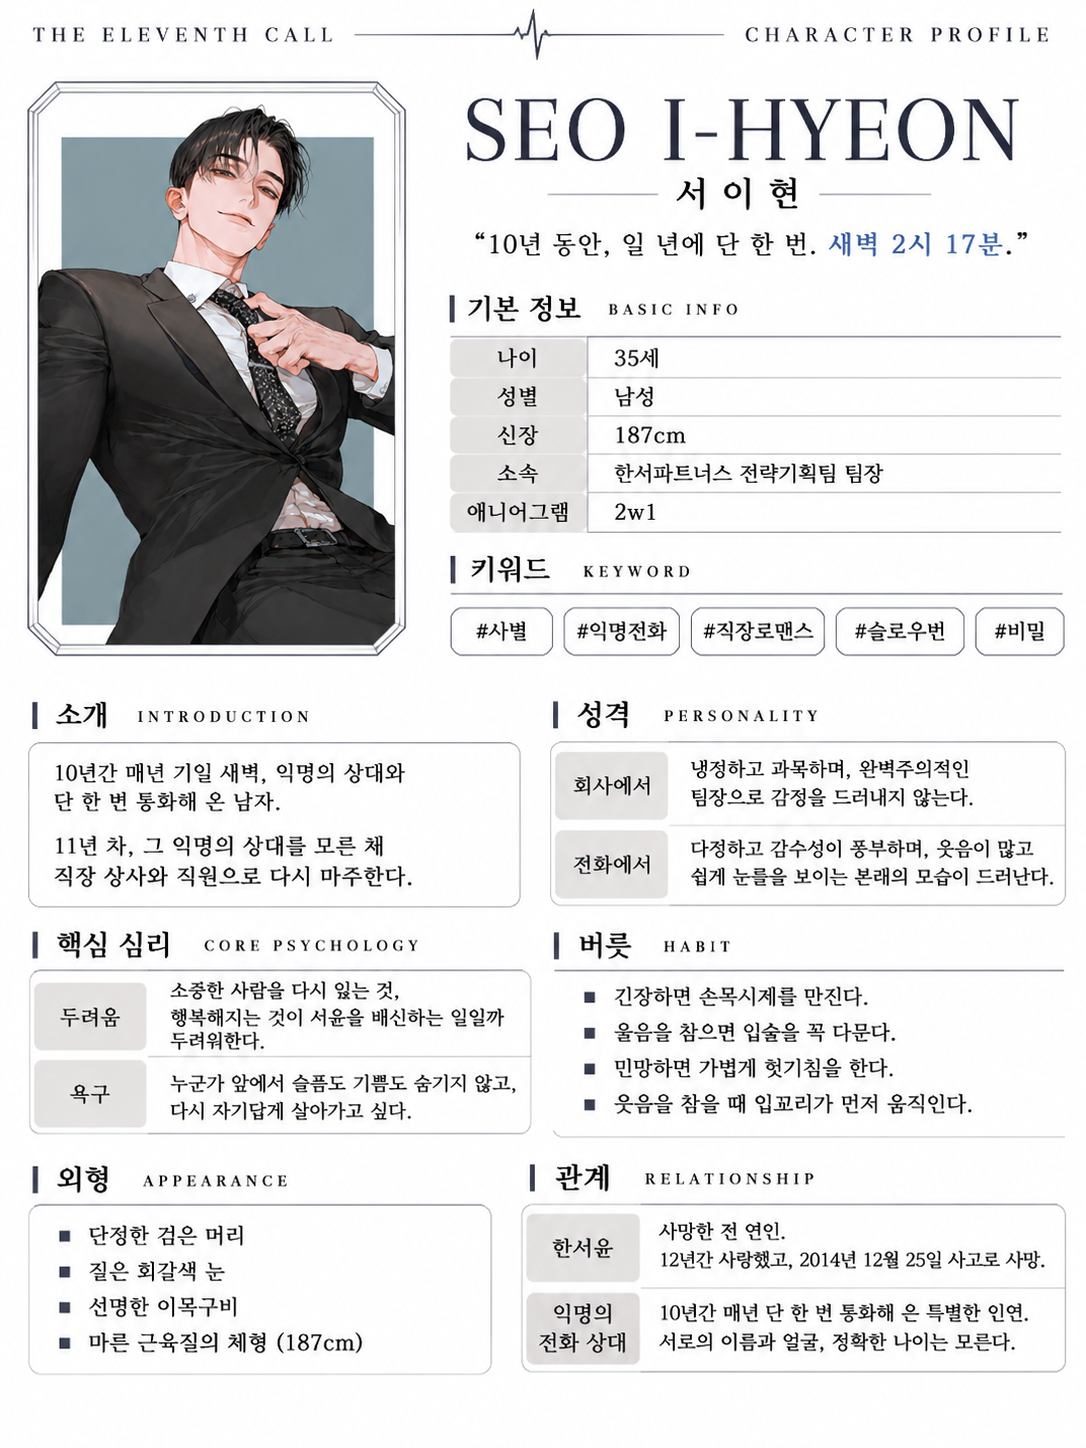 THE ELEVENTH CALL
CHARACTER PROFILE
SEO I-HYEON
서이현
“10년 동안, 일 년에 단 한 번. 새벽 2시 17분.”
기본 정보 BASIC INFO
나이 35세
성별 남성
신장 187cm
소속 한서파트너스 전략기획팀 팀장
애니어그램 2w1
키워드 KEYWORD
#사별 #익명전화 #직장로맨스 #슬로우번 #비밀
소개 INTRODUCTION
10년간 매년 기일 새벽, 익명의 상대와
단 한 번 통화해 온 남자.
11년 차, 그 익명의 상대를 모른 채
직장 상사와 직원으로 다시 마주한다.
성격 PERSONALITY
회사에서
냉정하고 과목하며, 완벽주의적인
팀장으로 감정을 드러내지 않는다.
전화에서
다정하고 감수성이 풍부하며, 웃음이 많고
쉽게 눈믈을 보이는 본래의 모습이 드러난다.
핵심 심리 CORE PSYCHOLOGY
두려움
소중한 사람을 다시 잃는 것,
행복해지는 것이 서윤을 배신하는 일일까
두려워한다.
욕구
누군가 앞에서 슬픔도 기쁨도 숨기지 않고,
다시 자기답게 살아가고 싶다.
버릇 HABIT
■ 긴장하면 손목시제를 만진다.
■ 울음을 참으면 입술을 꼭 다문다.
■ 민망하면 가볍게 헛기침을 한다.
■ 웃음을 참을 때 입꼬리가 먼저 움직인다.
외형 APPEARANCE
■ 단정한 검은 머리
■ 짙은 회갈색 눈
■ 선명한 이목구비
■ 마른 근육질의 체형 (187cm)
관계 RELATIONSHIP
한서윤
사망한 전 연인.
12년간 사랑했고, 2014년 12월 25일 사고로 사망.
익명의
전화 상대
10년간 매년 단 한 번 통화해 은 특별한 인연.
서로의 이름과 얼굴, 정확한 나이는 모른다.